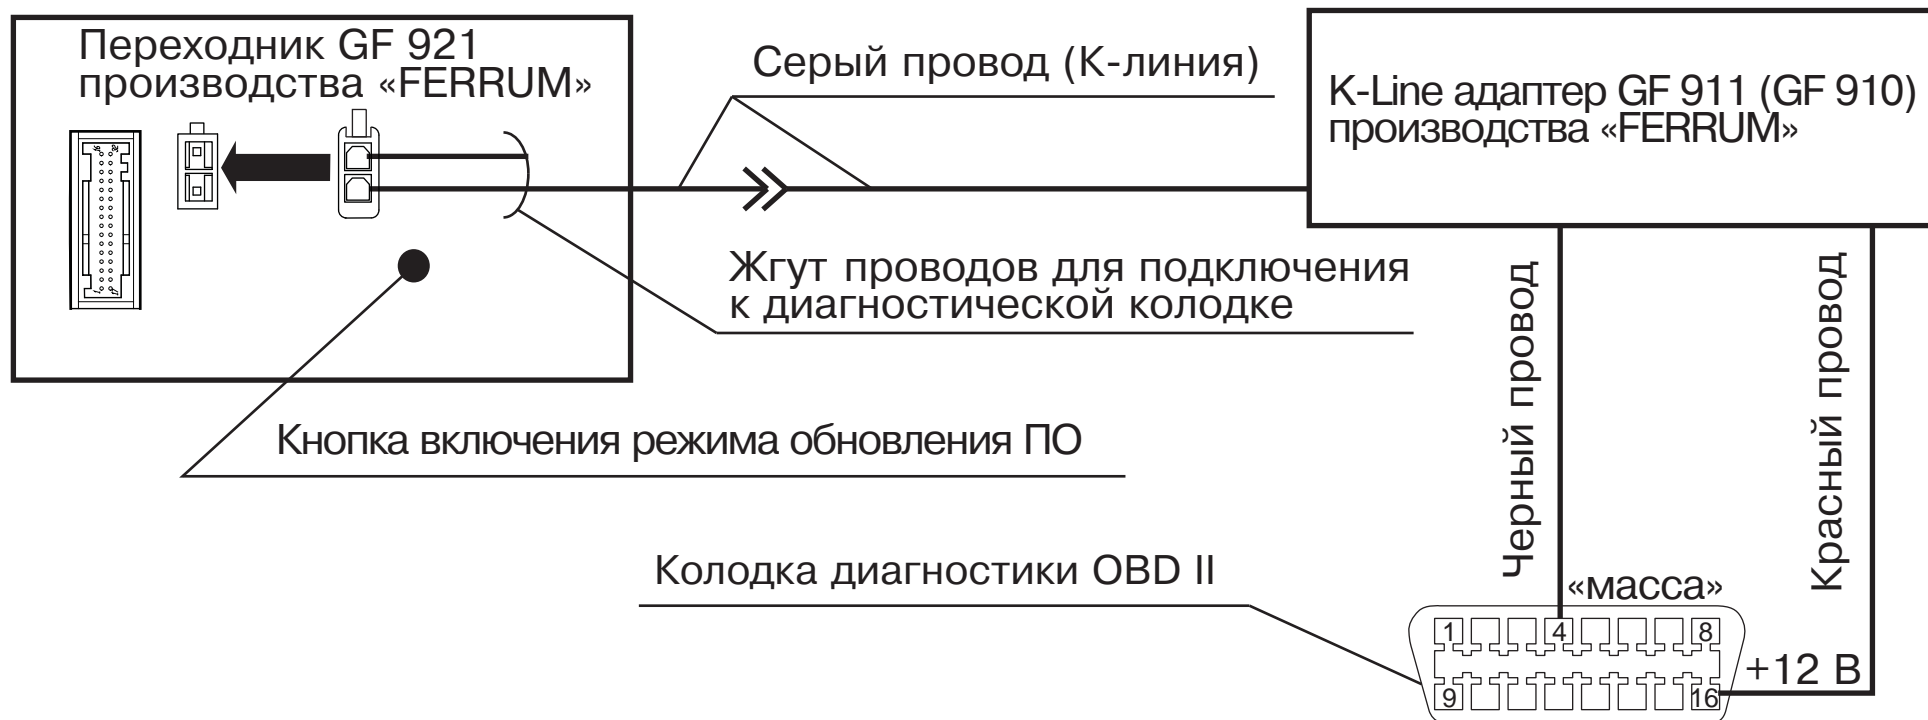 Переходник GF 921
производства «FERRUM»
Серый провод (К-линия)
K-Line адаптер GF 911 (GF 910)
производства «FERRUM»
Жгут проводов для подключения
к диагностической колодке
Кнопка включения режима обновления ПО
Черный провод
Красный провод
Колодка диагностики OBD II
«масса»
1 4 8
+12 В
9 16